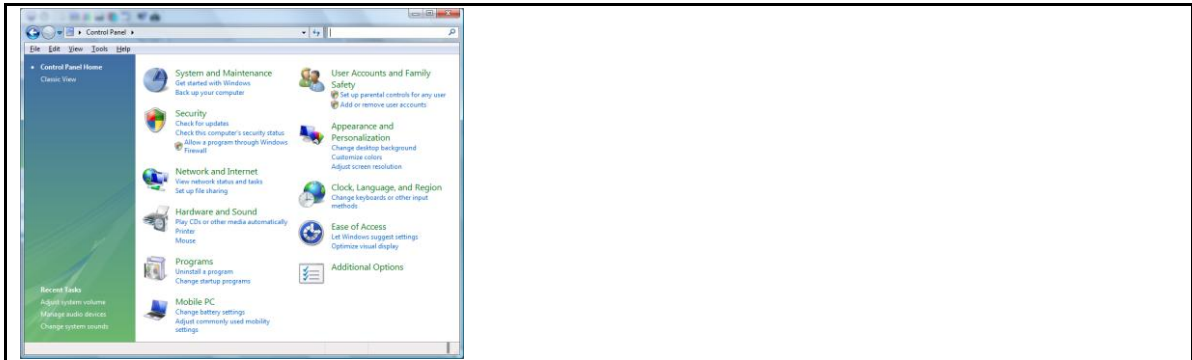 Control Panel
File Edit View Tools Help
Control Panel Home
Classic View
System and Maintenance
Get started with Windows
Back up your computer
Security
Check for updates
Check this computer's security status
Allow a program through Windows
Firewall
Network and Internet
View network status and tasks
Set up file sharing
Hardware and Sound
Play CDs or other media automatically
Printer
Mouse
Programs
Uninstall a program
Change startup programs
Mobile PC
Change battery settings
Adjust commonly used mobility
settings
User Accounts and Family
Safety
Set up parental controls for any user
Add or remove user accounts
Appearance and
Personalization
Change desktop background
Customize colors
Adjust screen resolution
Clock, Language, and Region
Change keyboards or other input
methods
Ease of Access
Let Windows suggest settings
Optimize visual display
Additional Options
Recent Tasks
Adjust system volume
Manage audio devices
Change system sounds